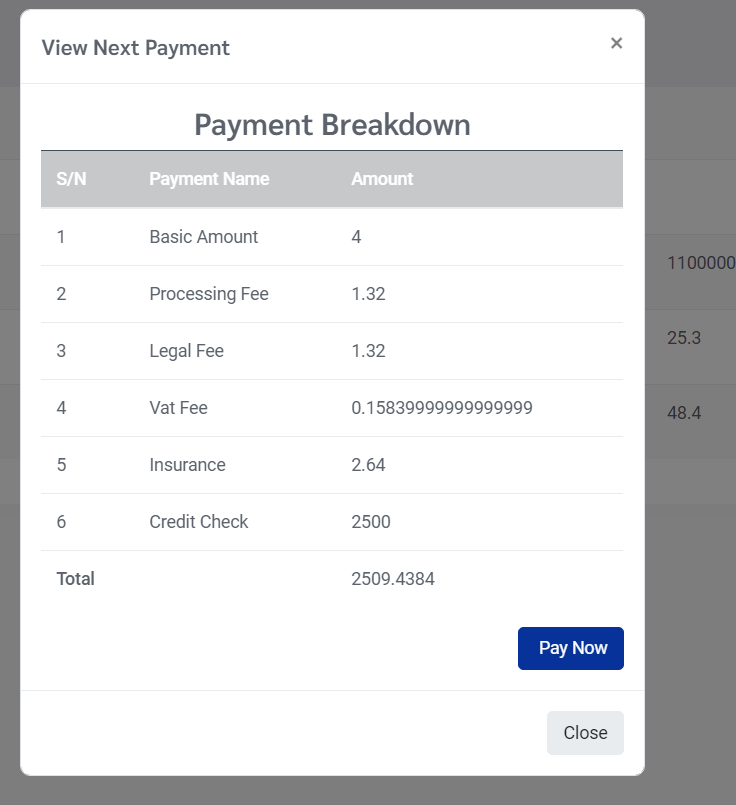 View Next Payment ×
Payment Breakdown
S/N Payment Name Amount
1 Basic Amount 4
2 Processing Fee 1.32
3 Legal Fee 1.32
4 Vat Fee 0.15839999999999999
5 Insurance 2.64
6 Credit Check 2500
Total 2509.4384
Pay Now
Close
1100000
25.3
48.4